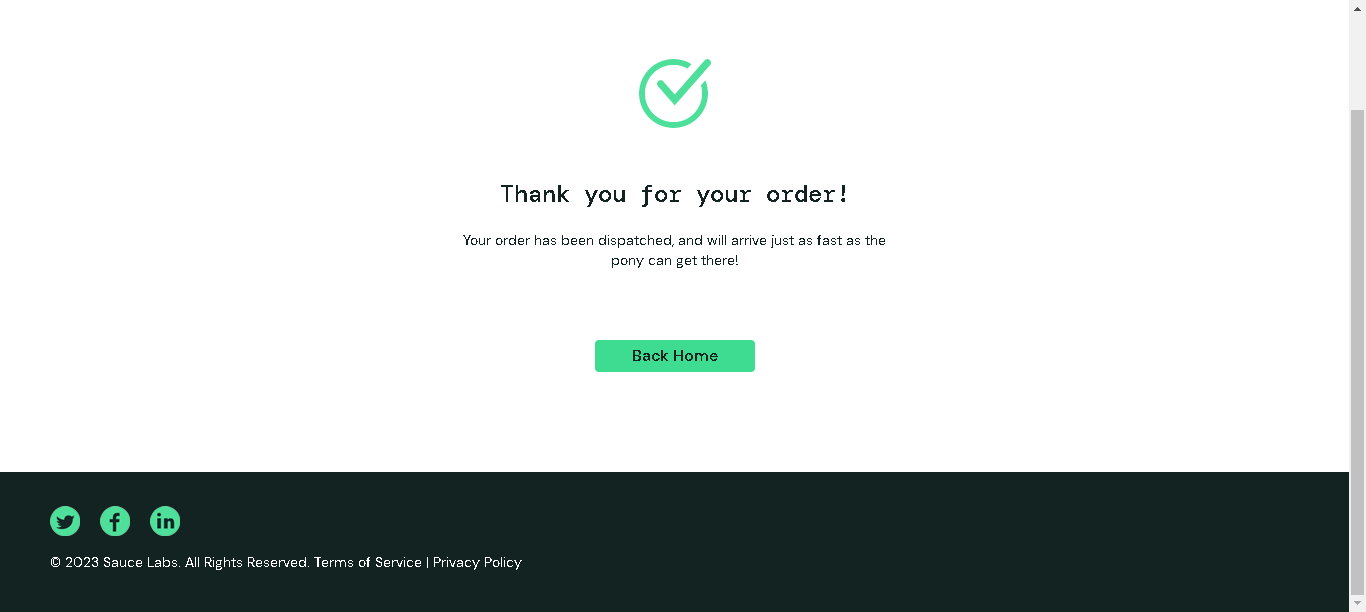 Thank you for your order!
Your order has been dispatched, and will arrive just as fast as the
pony can get there!
Back Home
© 2023 Sauce Labs. All Rights Reserved. Terms of Service | Privacy Policy